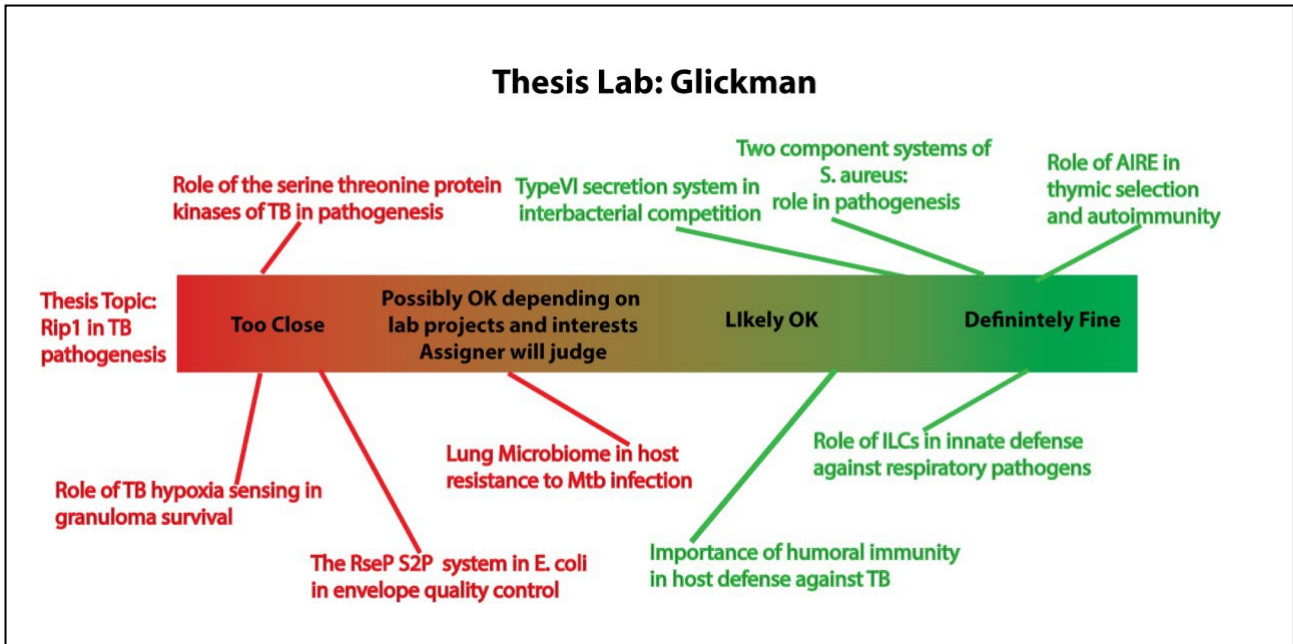 Thesis Lab: Glickman
Role of the serine threonine protein
kinases of TB in pathogenesis
TypeVI secretion system in
interbacterial competition
Two component systems of
S. aureus:
role in pathogenesis
Role of AIRE in
thymic selection
and autoimmunity
Thesis Topic:
Rip1 in TB
pathogenesis
Too Close
Possibly OK depending on
lab projects and interests
Assigner will judge
LIkely OK
Definintely Fine
Role of TB hypoxia sensing in
granuloma survival
The RseP S2P system in E. coli
in envelope quality control
Lung Microbiome in host
resistance to Mtb infection
Importance of humoral immunity
in host defense against TB
Role of ILCs in innate defense
against respiratory pathogens